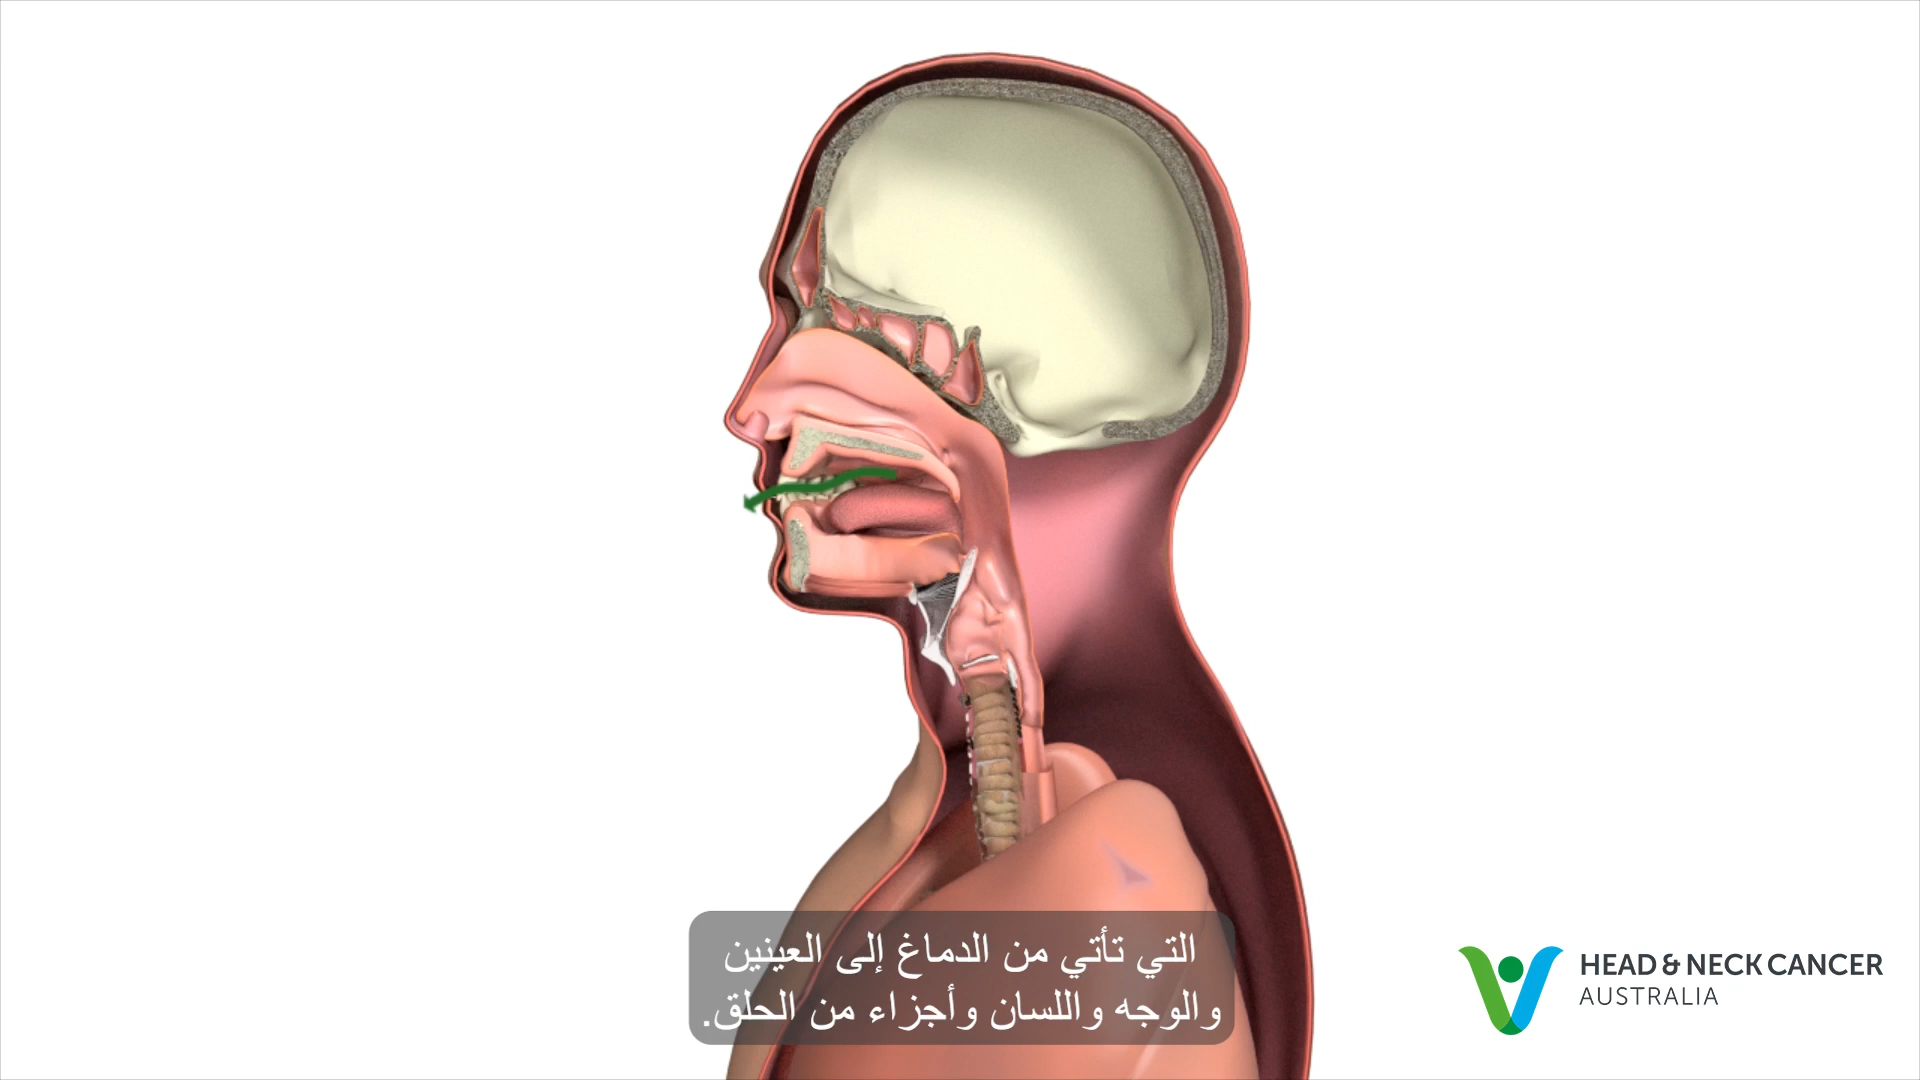 التي تأتي من الدماغ إلى العينين
والوجه واللسان وأجزاء من الحلق.
HEAD & NECK CANCER
AUSTRALIA